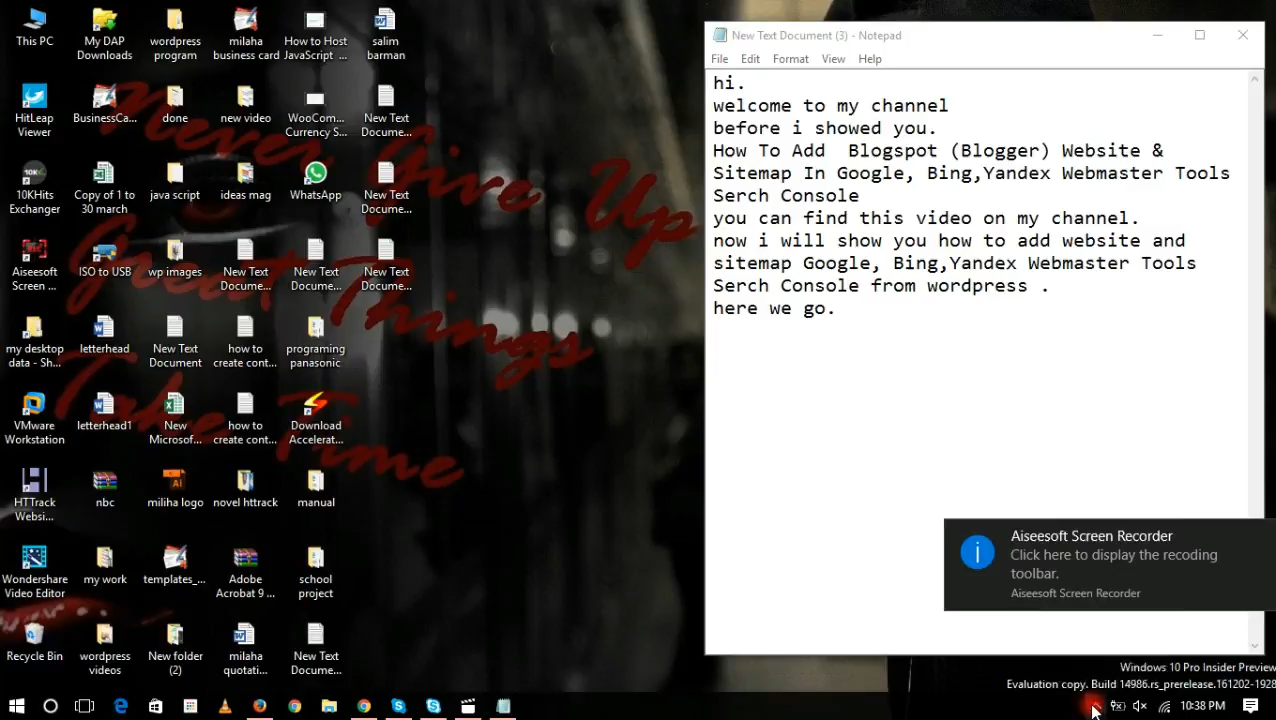 This PC
My DAP
Downloads
wordpress
program
milaha
business card
How to Host
JavaScript ...
salim
barman
HitLeap
Viewer
BusinessCa...
done
new video
WooCom...
Currency S...
New Text
Docume...
10KHits
Exchanger
Copy of 1 to
30 march
java script
ideas mag
WhatsApp
New Text
Docume...
Aiseesoft
Screen ...
ISO to USB
wp images
New Text
Docume...
New Text
Docume...
New Text
Docume...
my desktop
data - Sh...
letterhead
New Text
Document
how to
create cont...
programing
panasonic
VMware
Workstation
letterhead1
New
Microsof...
how to
create cont...
Download
Accelerat...
HTTrack
Websi...
nbc
miliha logo
novel httrack
manual
Wondershare
Video Editor
my work
templates_...
Adobe
Acrobat 9 ...
school
project
Recycle Bin
wordpress
videos
New folder
(2)
milaha
quotati...
New Text
Docume...
Never Give Up
Great Things
Take Time
New Text Document (3) - Notepad
File Edit Format View Help
hi.
welcome to my channel
before i showed you.
How To Add  Blogspot (Blogger) Website &
Sitemap In Google, Bing,Yandex Webmaster Tools
Serch Console
you can find this video on my channel.
now i will show you how to add website and
sitemap Google, Bing,Yandex Webmaster Tools
Serch Console from wordpress .
here we go.
Aiseesoft Screen Recorder
Click here to display the recoding
toolbar.
Aiseesoft Screen Recorder
Windows 10 Pro Insider Preview
Evaluation copy. Build 14986.rs_prerelease.161202-1928
10:38 PM